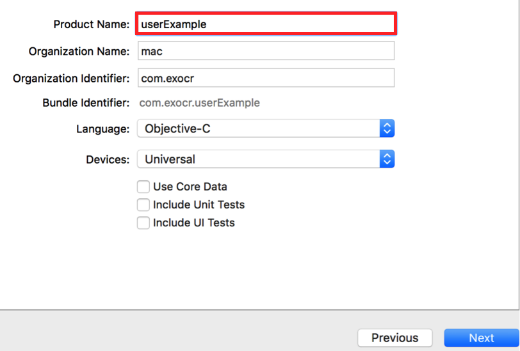 Product Name: userExample
Organization Name: mac
Organization Identifier: com.exocr
Bundle Identifier: com.exocr.userExample
Language: Objective-C
Devices: Universal
Use Core Data
Include Unit Tests
Include UI Tests
Previous Next